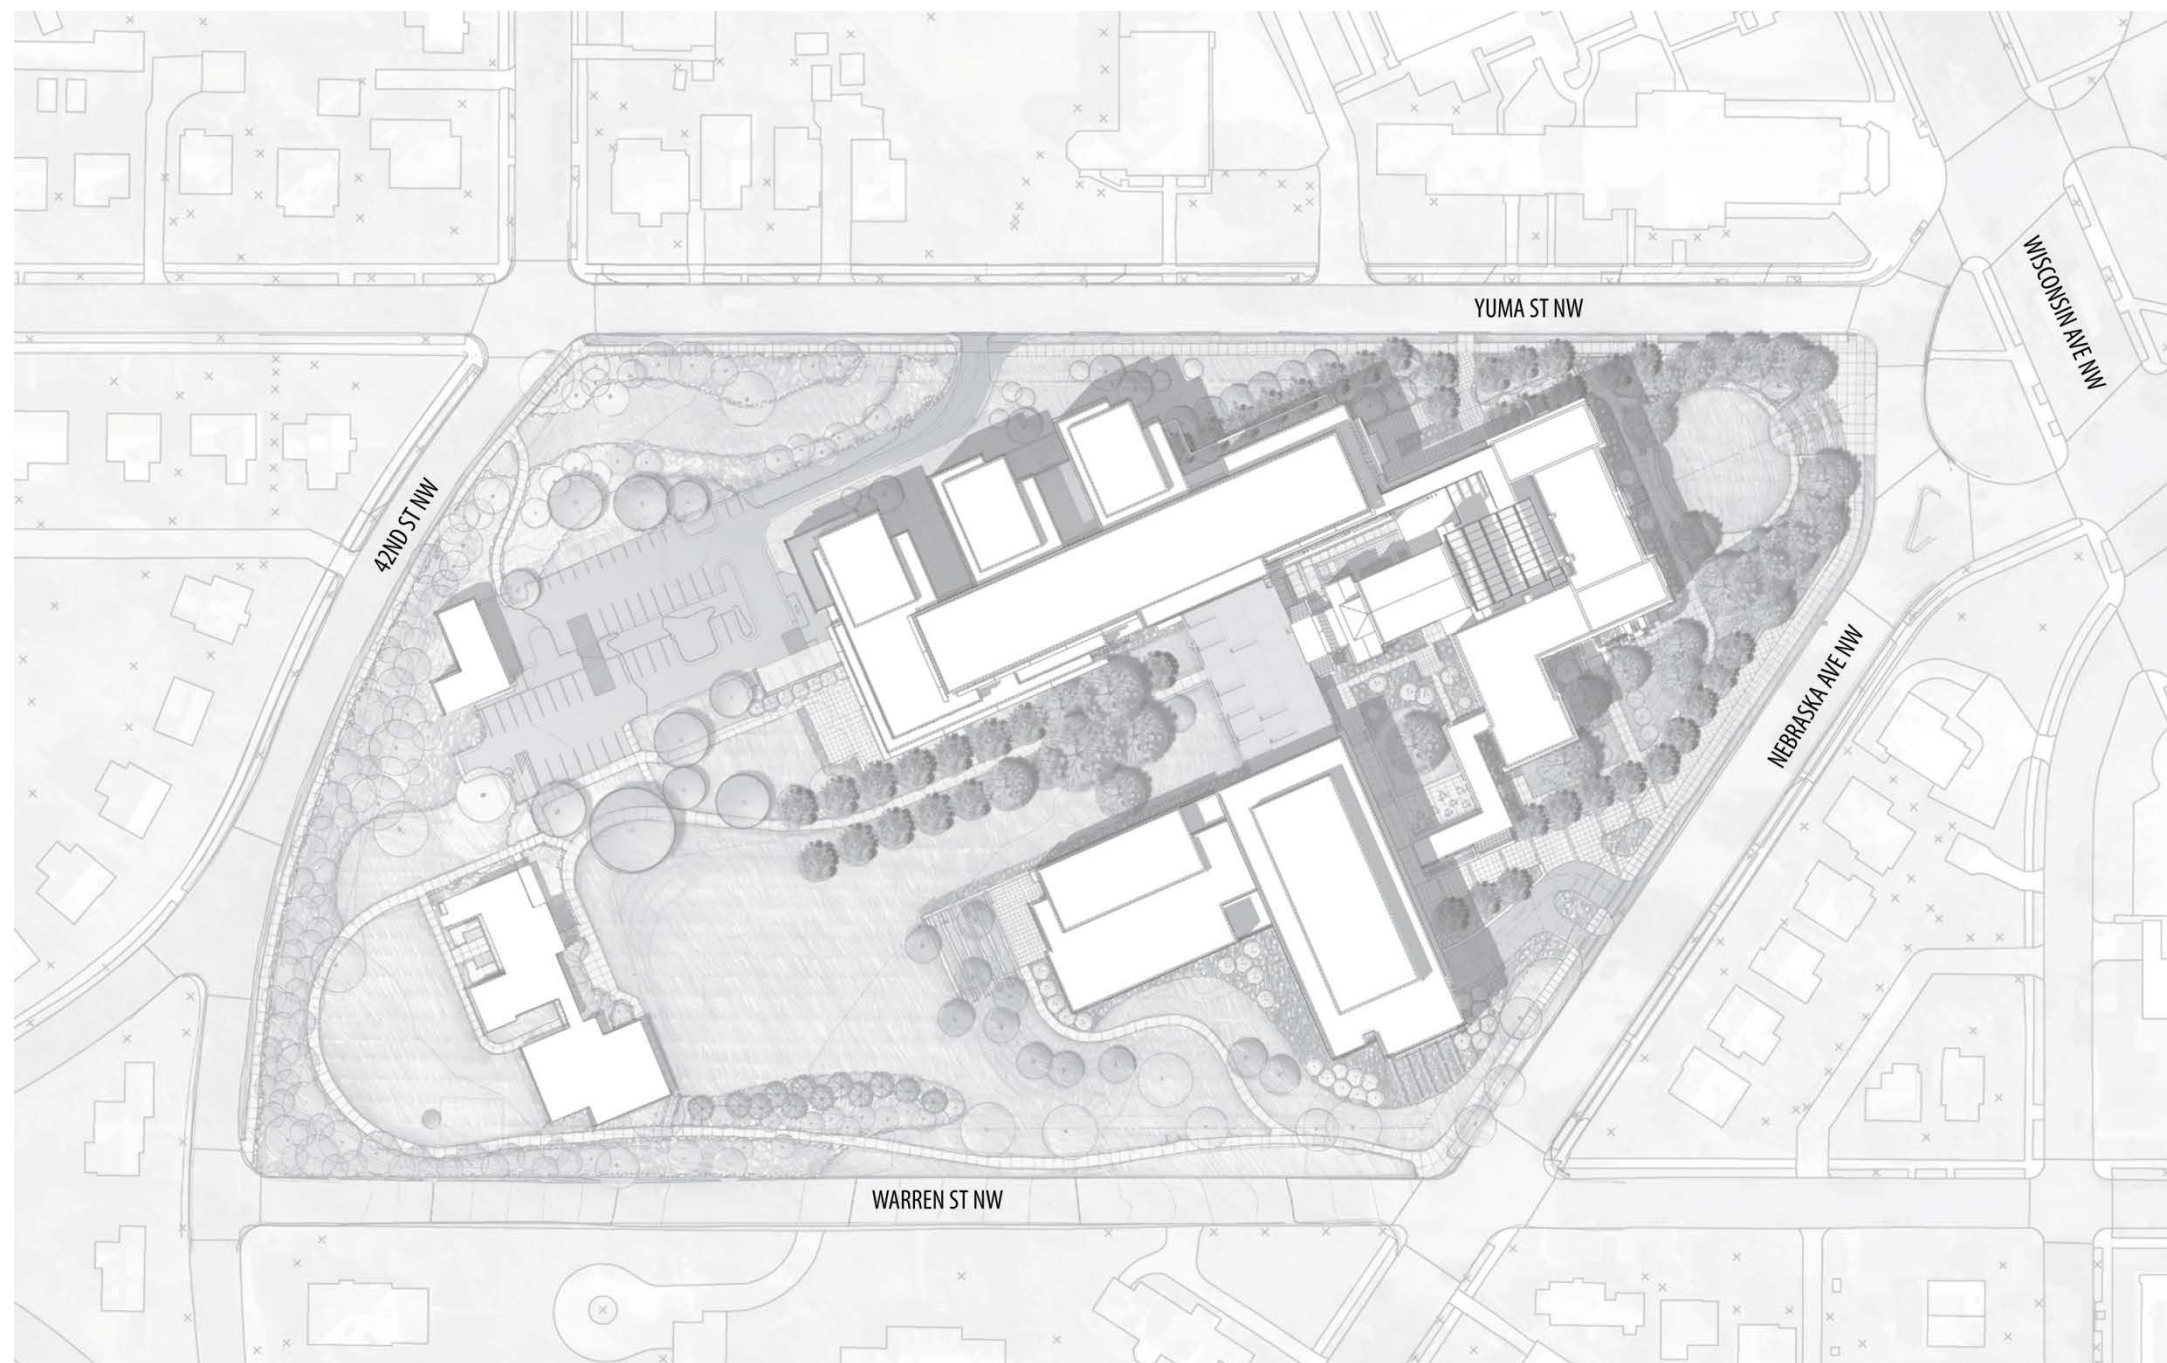 YUMA ST NW
WISCONSIN AVE NW
42ND ST NW
NEBRASKA AVE NW
WARREN ST NW